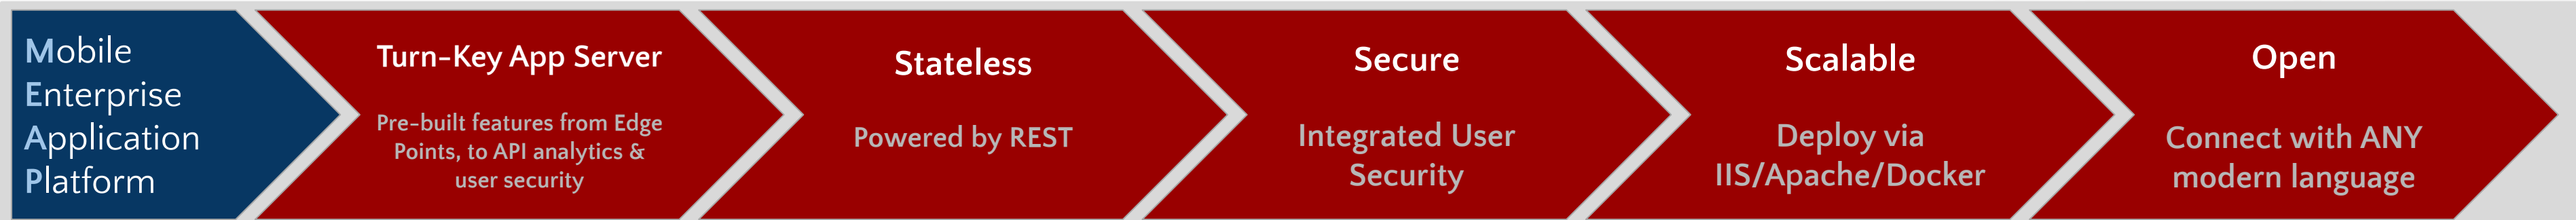 Mobile
Enterprise
Application
Platform
Turn-Key App Server
Pre-built features from Edge
Points, to API analytics &
user security
Stateless
Powered by REST
Secure
Integrated User
Security
Scalable
Deploy via
IIS/Apache/Docker
Open
Connect with ANY
modern language